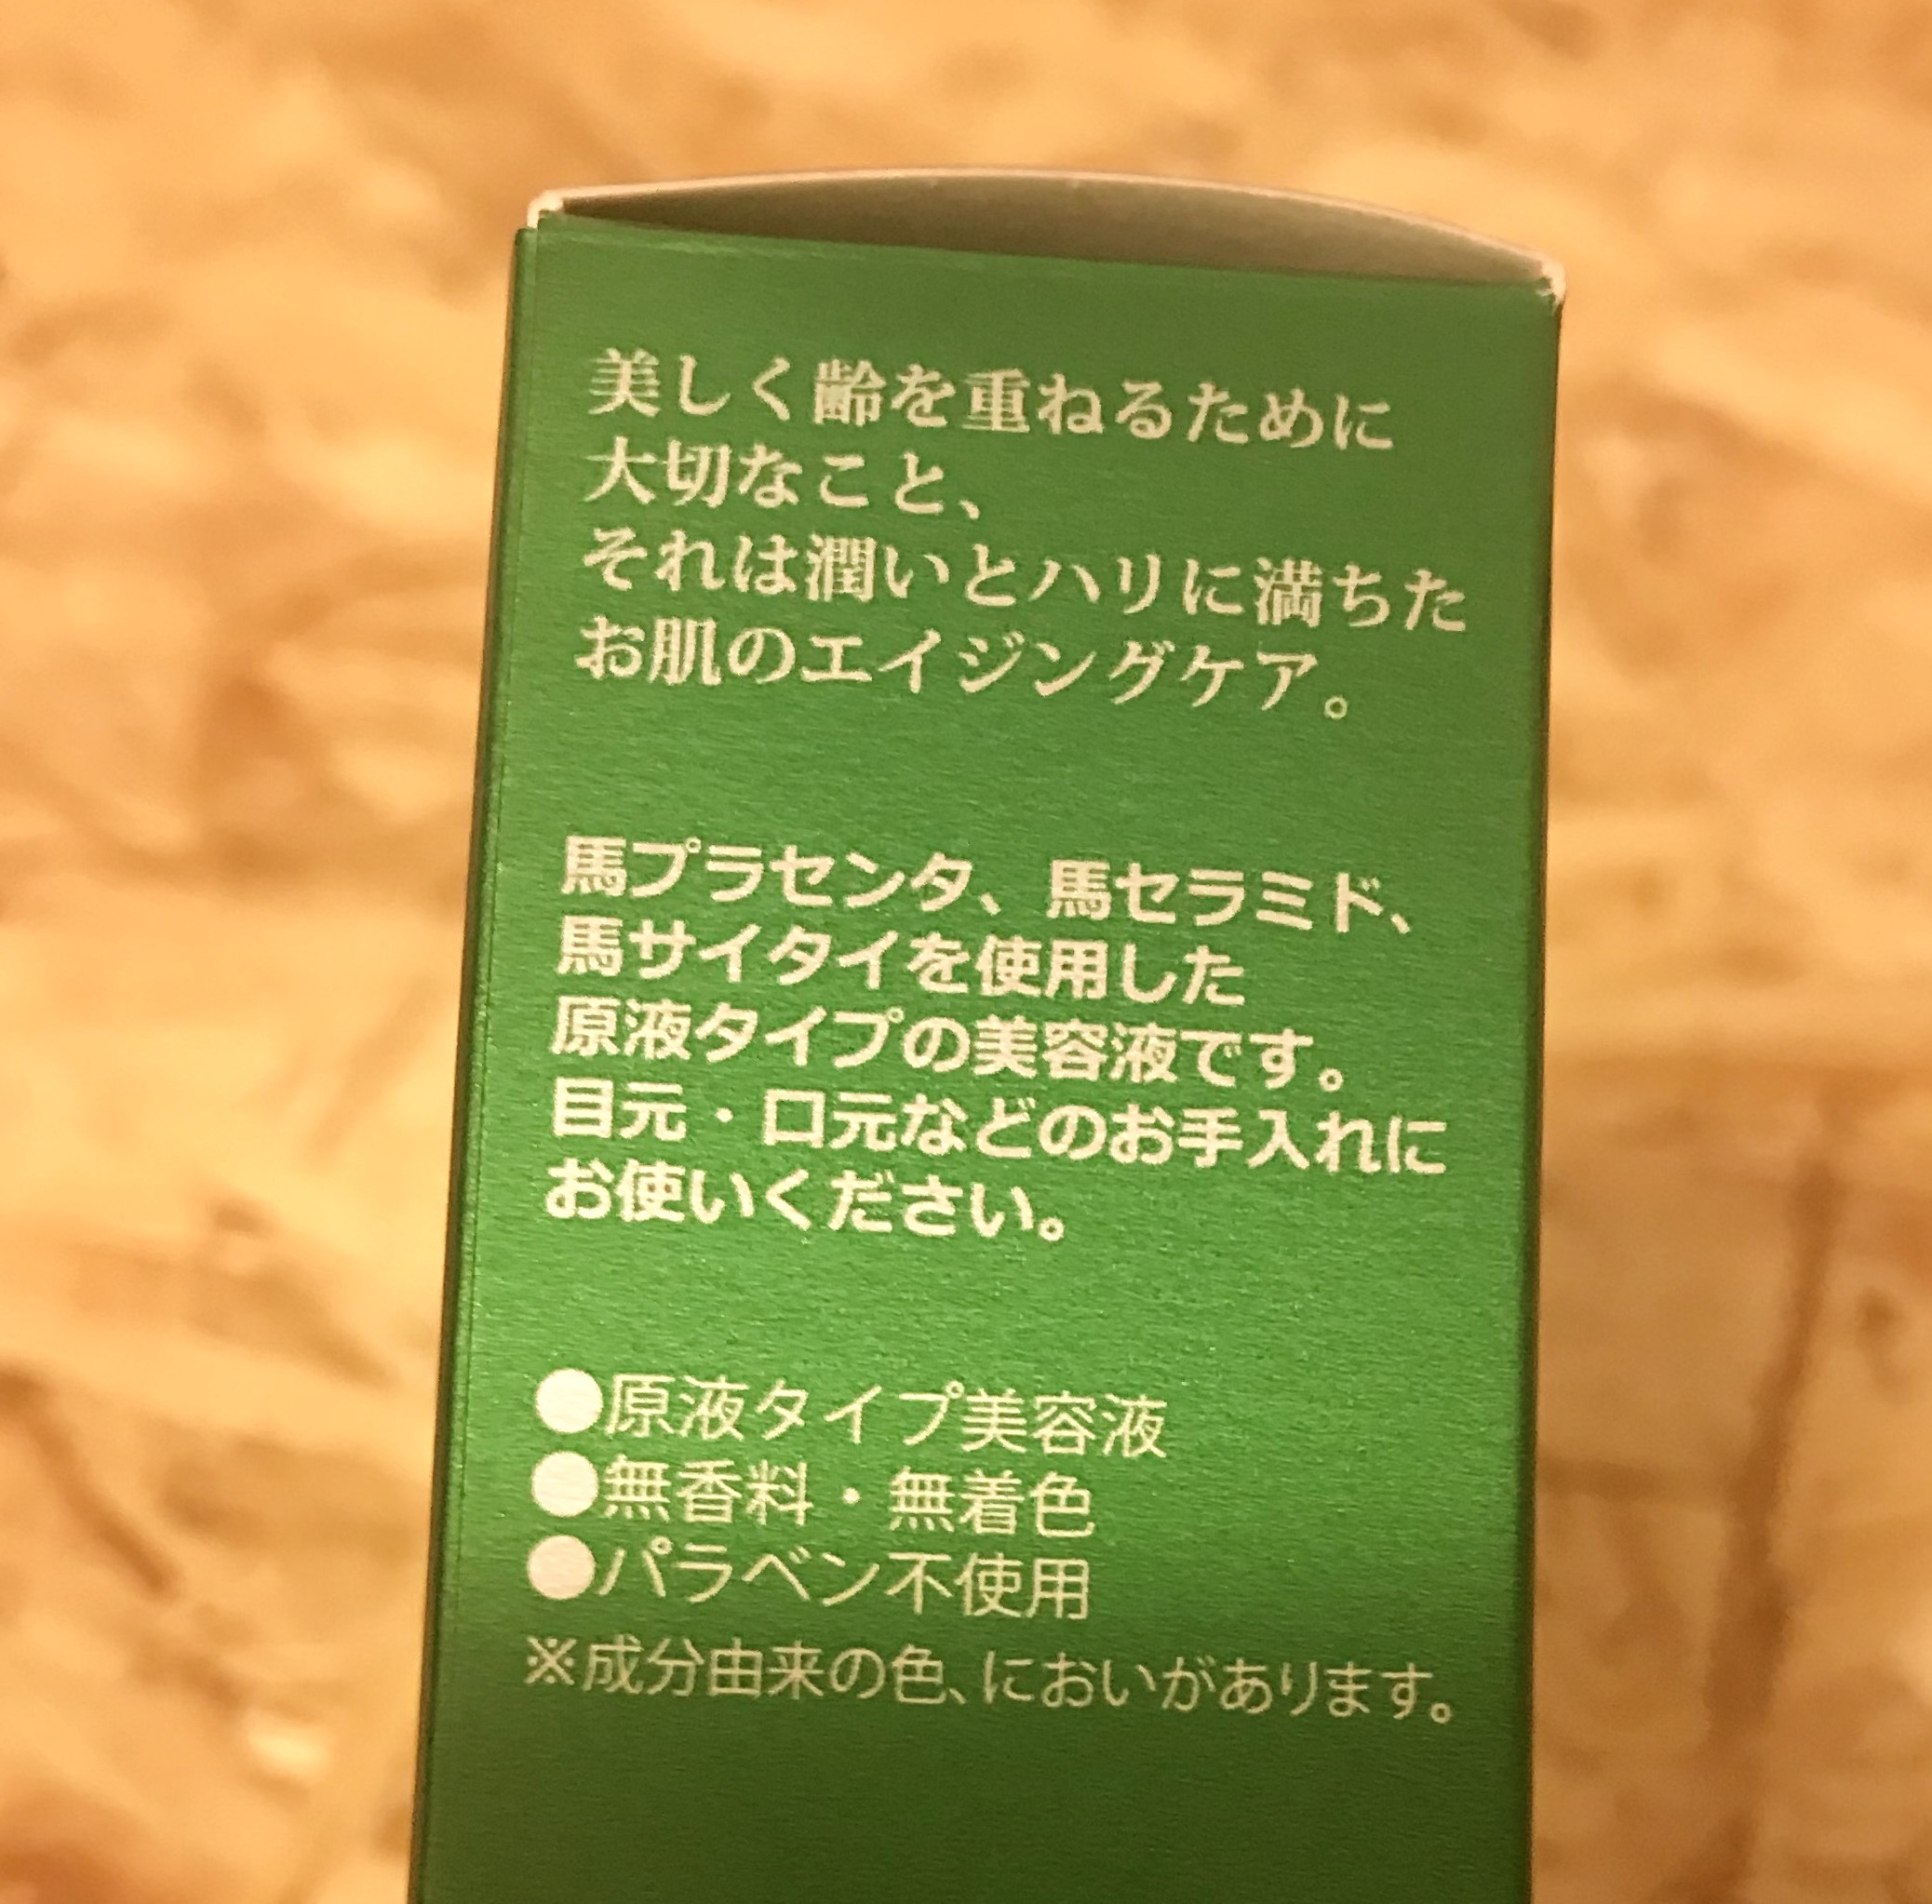 美しく齢を重ねるために
大切なこと、
それは潤いとハリに満ちた
お肌のエイジングケア。
馬プラセンタ、馬セラミド、
馬サイタイを使用した
原液タイプの美容液です。
目元・口元などのお手入れに
お使いください。
●原液タイプ美容液
●無香料・無着色
●パラベン不使用
※成分由来の色、においがあります。